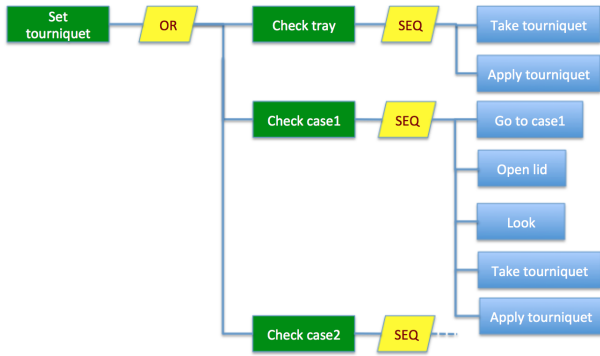 Set
tourniquet
OR
Check tray
SEQ
Take tourniquet
Apply tourniquet
Check case1
SEQ
Go to case1
Open lid
Look
Take tourniquet
Apply tourniquet
Check case2
SEQ